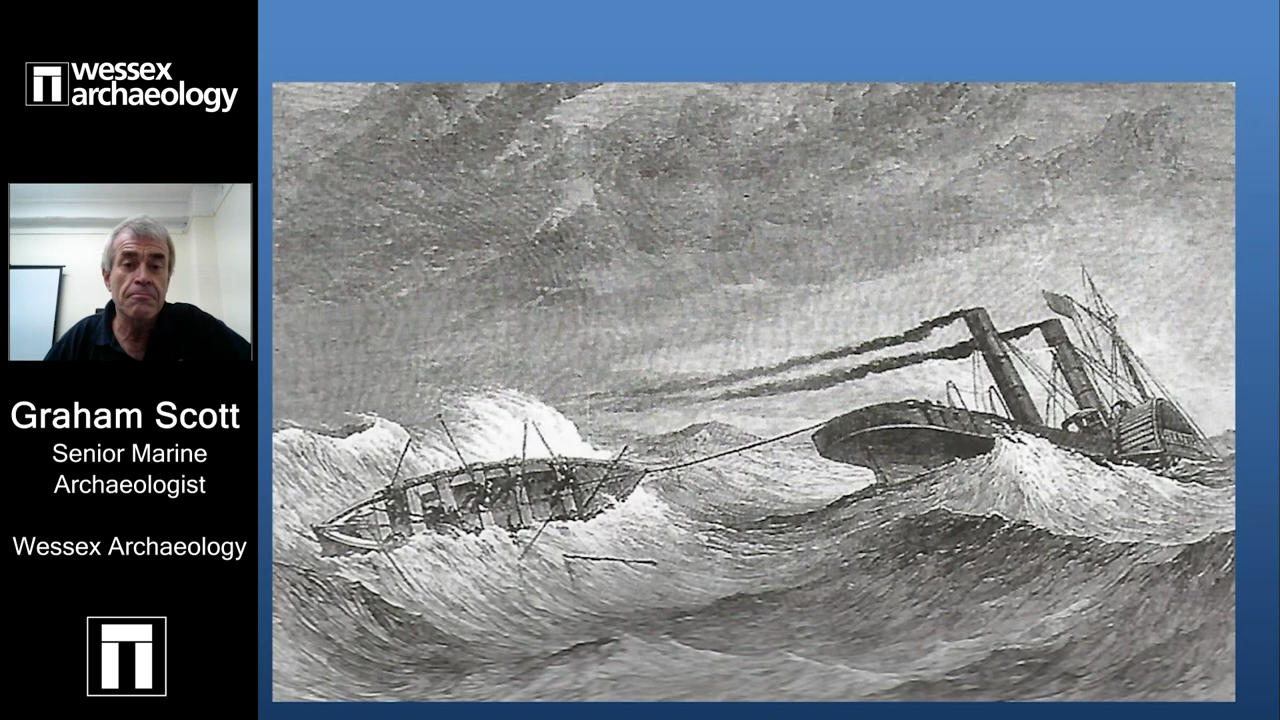 wessex
archaeology
Graham Scott
Senior Marine
Archaeologist
Wessex Archaeology